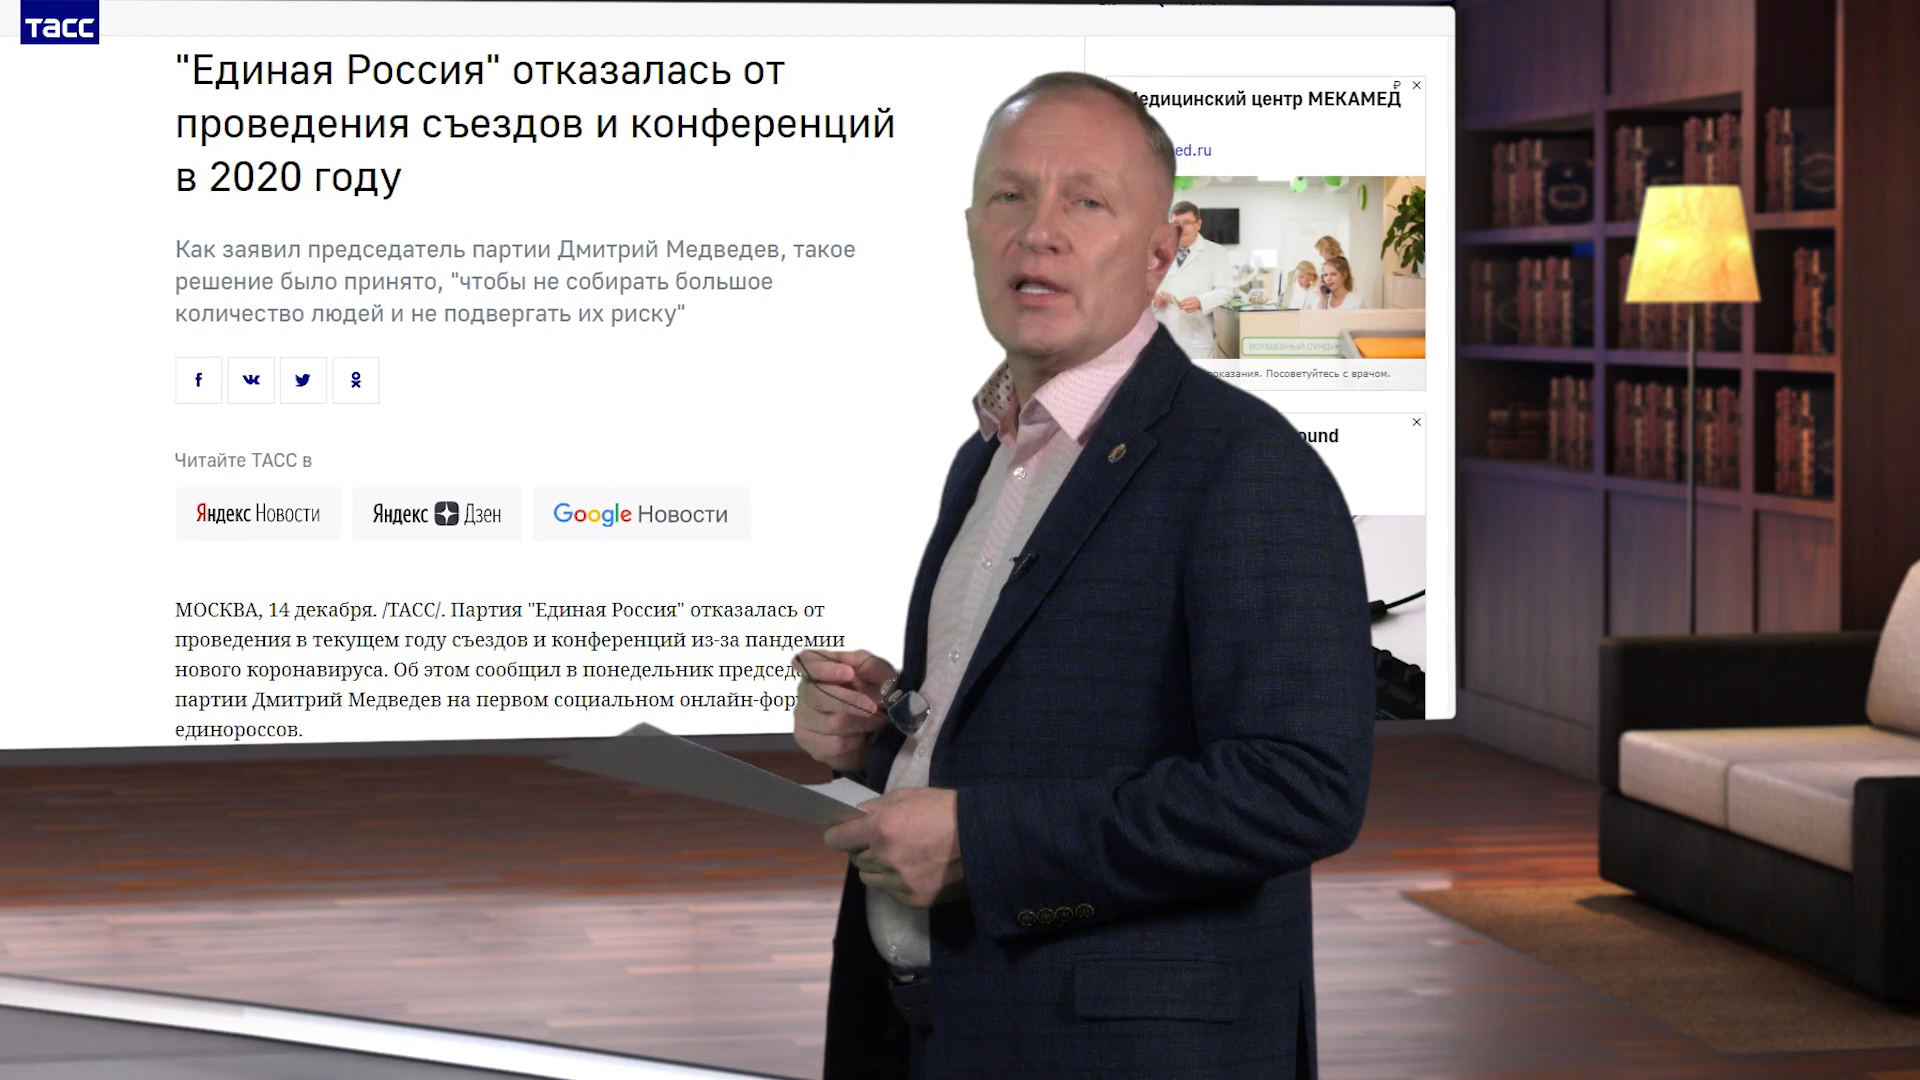 тасс
"Единая Россия" отказалась от
проведения съездов и конференций
в 2020 году
Как заявил председатель партии Дмитрий Медведев, такое
решение было принято, "чтобы не собирать большое
количество людей и не подвергать их риску"
Читайте ТАСС в
Яндекс Новости
Яндекс Дзен
Google Новости
МОСКВА, 14 декабря. /ТАСС/. Партия "Единая Россия" отказалась от
проведения в текущем году съездов и конференций из-за пандемии
нового коронавируса. Об этом сообщил в понедельник
партии Дмитрий Медведев на первом социальном
единороссов.
центр МЕКАМЕД
ed.ru
ВОЛШЕБНЫЙ
Посоветуйтесь с врачом.
ound